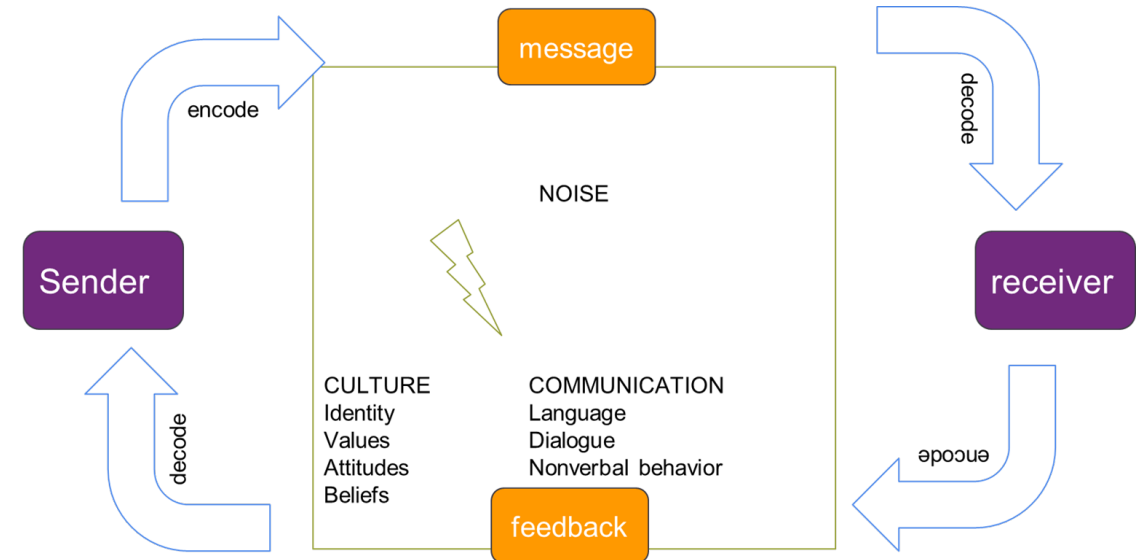 message
encode
decode
NOISE
Sender
receiver
CULTURE
Identity
Values
Attitudes
Beliefs
COMMUNICATION
Language
Dialogue
Nonverbal behavior
decode
encode
feedback